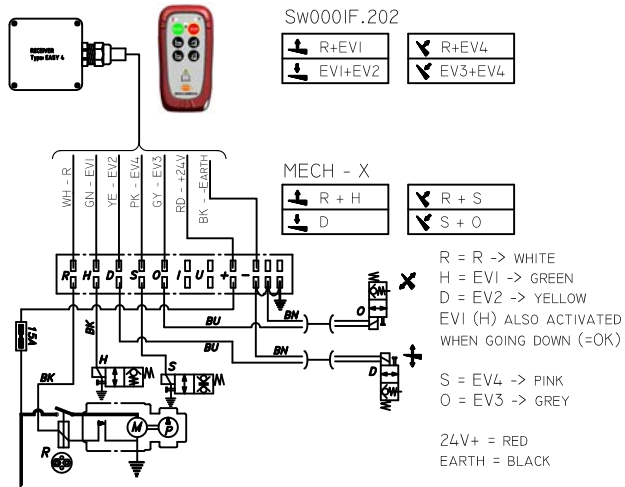 SW000IF.202
R+EV1
EV1+EV2
R+EV4
EV3+EV4
RECEIVER
Type EASY 4
WH - R
GN - EV1
YE - EV2
PK - EV4
GY - EV3
RD - +24V
BK - -EARTH
MECH - X
R + H
D
R + S
S + O
R H D S O I U + -
R = R -> WHITE
H = EV1 -> GREEN
D = EV2 -> YELLOW
EV1 (H) ALSO ACTIVATED
WHEN GOING DOWN (=OK)
S = EV4 -> PINK
O = EV3 -> GREY
24V+ = RED
EARTH = BLACK
15A
BK
BU
BN
O
BU
BN
D
H
S
BK
R
M
P